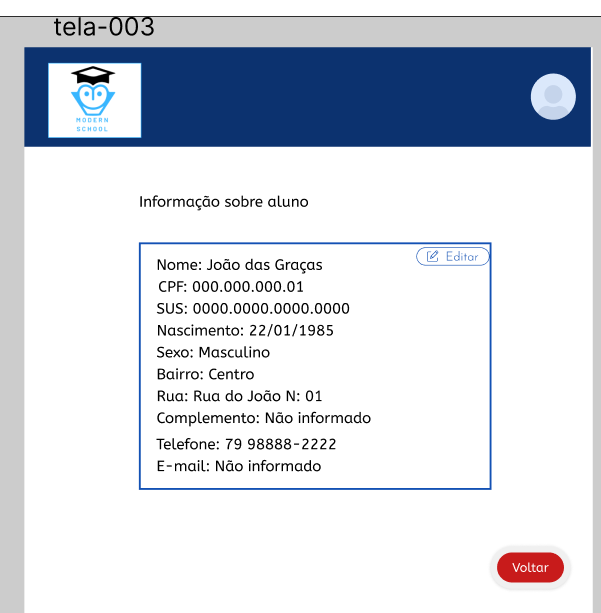 tela-003
MODERN
SCHOOL
Informação sobre aluno
Editar
Nome: João das Graças
CPF: 000.000.000.01
SUS: 0000.0000.0000.0000
Nascimento: 22/01/1985
Sexo: Masculino
Bairro: Centro
Rua: Rua do João N: 01
Complemento: Não informado
Telefone: 79 98888-2222
E-mail: Não informado
Voltar